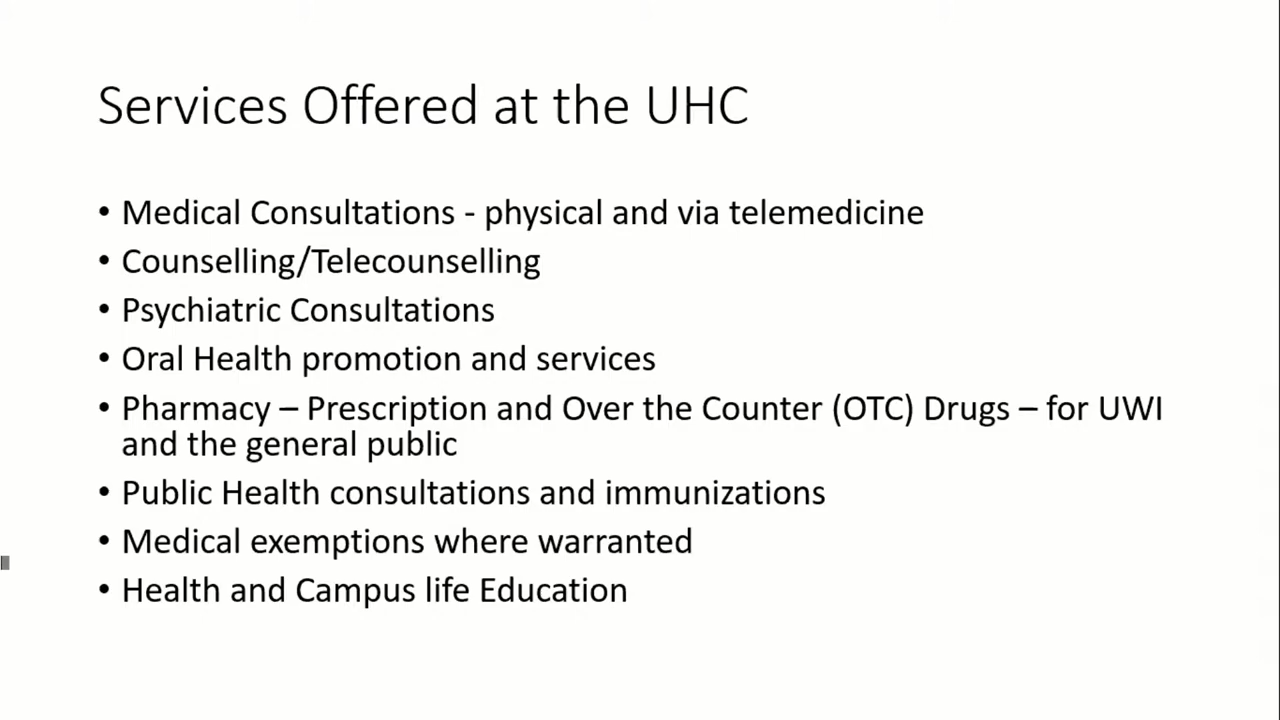 Services Offered at the UHC
• Medical Consultations - physical and via telemedicine
• Counselling/Telecounselling
• Psychiatric Consultations
• Oral Health promotion and services
• Pharmacy – Prescription and Over the Counter (OTC) Drugs – for UWI
and the general public
• Public Health consultations and immunizations
• Medical exemptions where warranted
• Health and Campus life Education